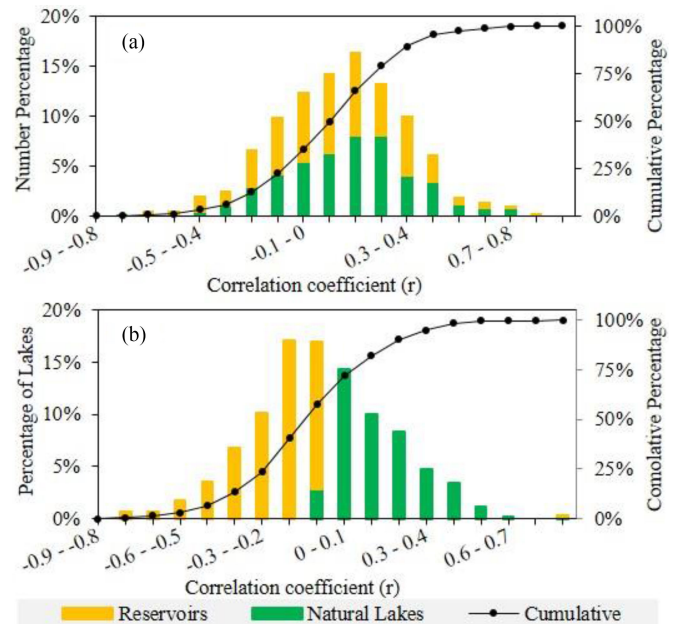 20%
100%
(a)
15%
75%
10%
50%
5%
25%
0%
0%
Number Percentage
Cumulative Percentage
-0.9 - -0.8
-0.5 - -0.4
-0.1 - 0
0.3 - 0.4
0.7 - 0.8
Correlation coefficient (r)
20%
100%
(b)
15%
75%
10%
50%
5%
25%
0%
0%
Percentage of Lakes
Comolative Percentage
-0.9 - -0.8
-0.6 - -0.5
-0.3 - -0.2
0 - 0.1
0.3 - 0.4
0.6 - 0.7
Correlation coefficient (r)
Reservoirs Natural Lakes Cumulative